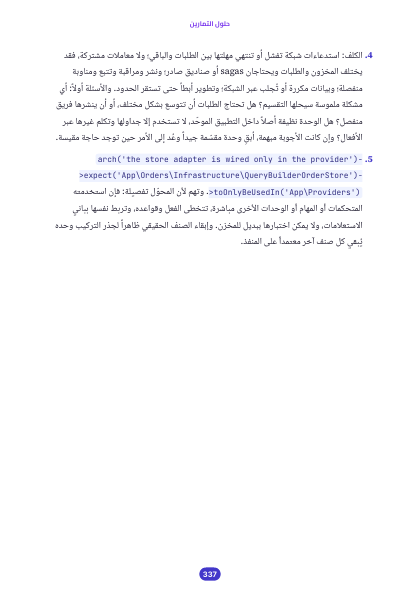 حلول التمارين
4. الكلف: استدعاءات شبكة تفشل أو تنتهي مهلتها بين الطلبات والباقي؛ ولا معاملات مشتركة، فقد
يختلف المخزون والطلبات ويحتاجان sagas أو صناديق صادر؛ ونشر ومراقبة وتتبع ومناوبة
منفصلة؛ وبيانات مكررة أو تُجلب عبر الشبكة؛ وتطوير أبطأ حتى تستقر الحدود. والأسئلة أولاً: أي
مشكلة ملموسة سيحلها التقسيم؟ هل تحتاج الطلبات أن تتوسع بشكل مختلف، أو أن ينشرها فريق
منفصل؟ هل الوحدة نظيفة أصلاً داخل التطبيق الموحّد، لا تستخدم إلا جداولها وتكلم غيرها عبر
الأفعال؟ وإن كانت الأجوبة مبهمة، أبقِ وحدة مقسّمة جيداً وعُد إلى الأمر حين توجد حاجة مقيسة.
5. arch('the store adapter is wired only in the provider')-
>expect('App\Orders\Infrastructure\QueryBuilderOrderStore')-
>toOnlyBeUsedIn('App\Providers'). وتهم لأن المحوّل تفصيلة: فإن استخدمته
المتحكمات أو المهام أو الوحدات الأخرى مباشرة، تتخطى الفعل وقواعده، وتربط نفسها بباني
الاستعلامات، ولا يمكن اختبارها ببديل للمخزن. وإبقاء الصنف الحقيقي ظاهراً لجذر التركيب وحده
يُبقي كل صنف آخر معتمداً على المنفذ.
337